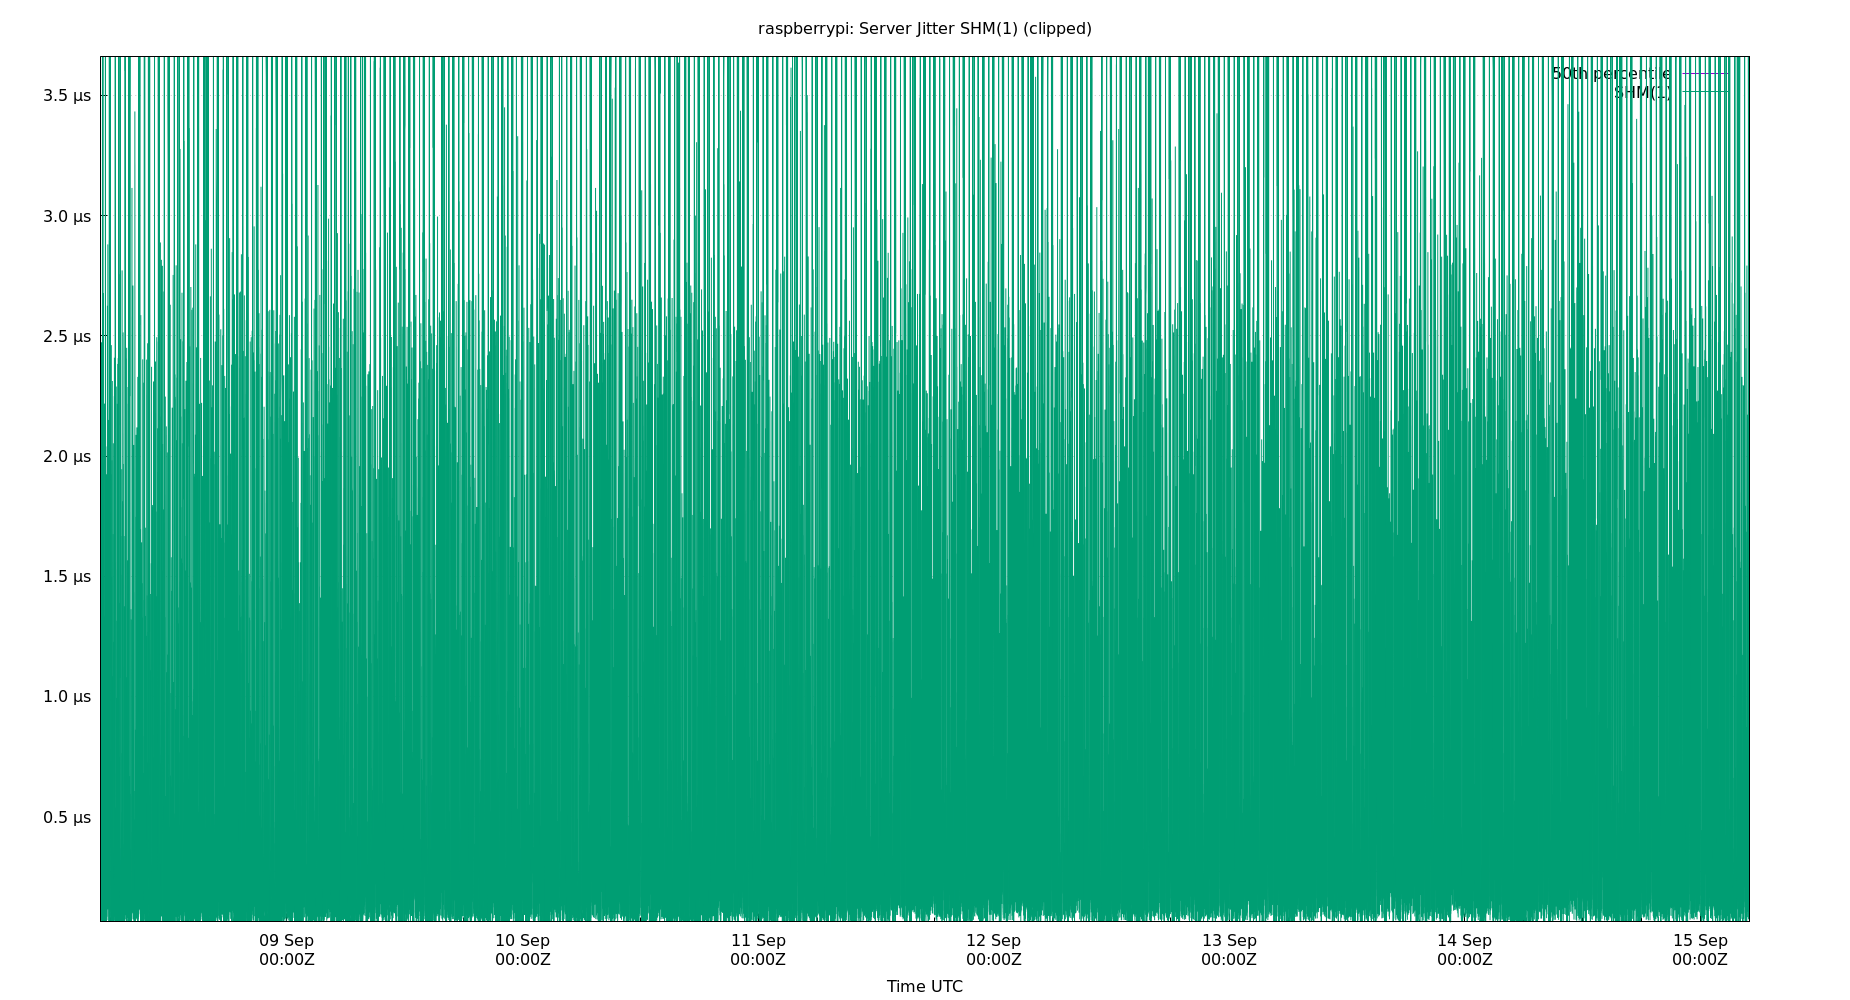 raspberrypi: Server Jitter SHM(1) (clipped)
50th percentile
SHM(1)
3.5 µs
3.0 µs
2.5 µs
2.0 µs
1.5 µs
1.0 µs
0.5 µs
09 Sep 10 Sep 11 Sep 12 Sep 13 Sep 14 Sep 15 Sep
00:00Z 00:00Z 00:00Z 00:00Z 00:00Z 00:00Z 00:00Z
Time UTC